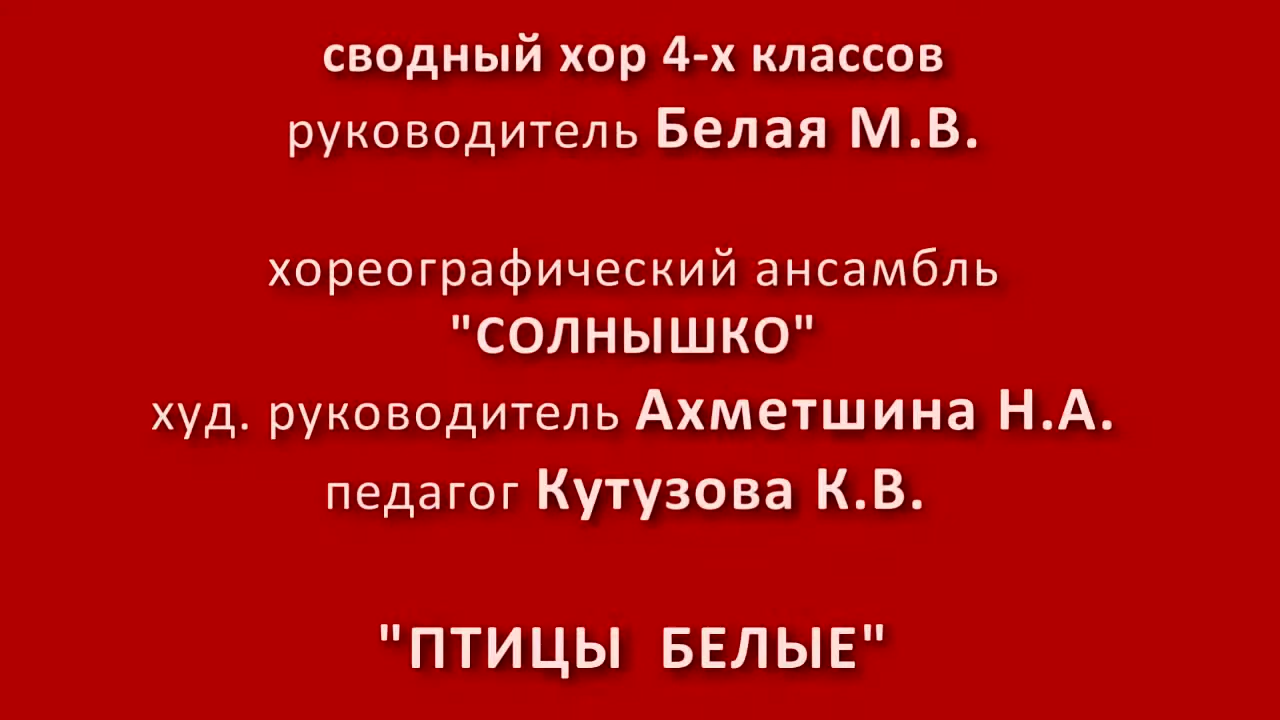 сводный хор 4-х классов
руководитель Белая М.В.
хореографический ансамбль
"СОЛНЫШКО"
худ. руководитель Ахметшина Н.А.
педагог Кутузова К.В.
"ПТИЦЫ БЕЛЫЕ"